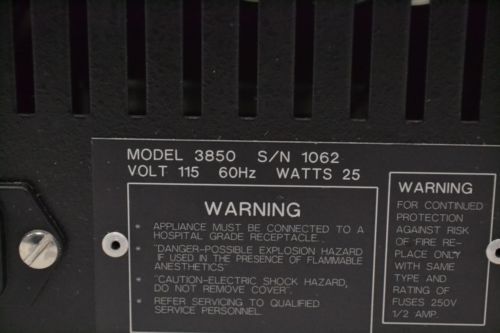 MODEL 3850 S/N 1062
VOLT 115 60Hz WATTS 25
WARNING
* APPLIANCE MUST BE CONNECTED TO A
HOSPITAL GRADE RECEPTACLE.
* "DANGER-POSSIBLE EXPLOSION HAZARD
IF USED IN THE PRESENCE OF FLAMMABLE
ANESTHETICS"
* "CAUTION-ELECTRIC SHOCK HAZARD,
DO NOT REMOVE COVER".
* REFER SERVICING TO QUALIFIED
SERVICE PERSONNEL.
WARNING
FOR CONTINUED
PROTECTION
AGAINST RISK
OF FIRE RE-
PLACE ONLY
WITH SAME
TYPE AND
RATING OF
FUSES 250V
1/2 AMP.